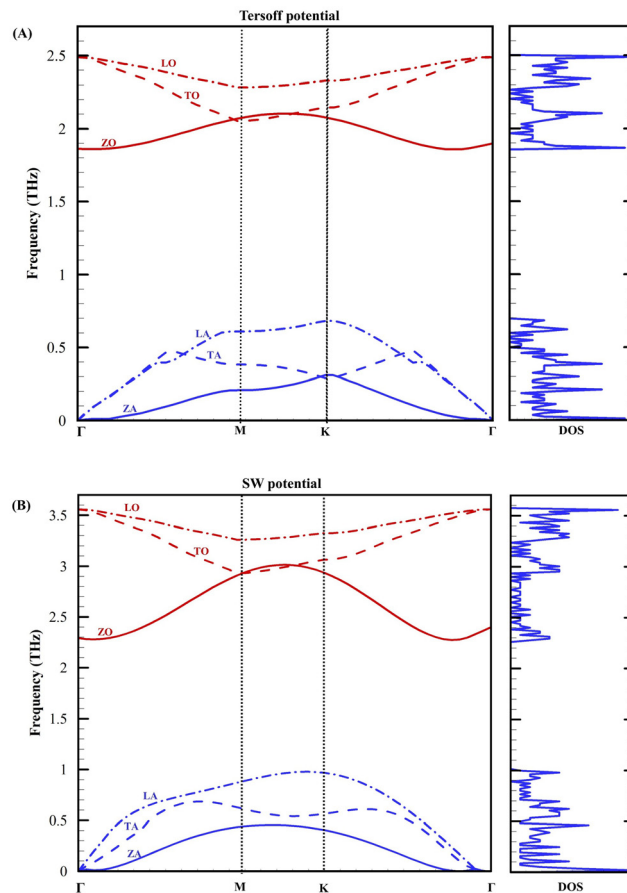 Tersoff potential
(A)
2.5
2
1.5
1
0.5
0
Frequency (THz)
LO
TO
ZO
LA
TA
ZA
Γ
M
K
Γ
DOS
SW potential
(B)
3.5
3
2.5
2
1.5
1
0.5
0
Frequency (THz)
LO
TO
ZO
LA
TA
ZA
Γ
M
K
Γ
DOS